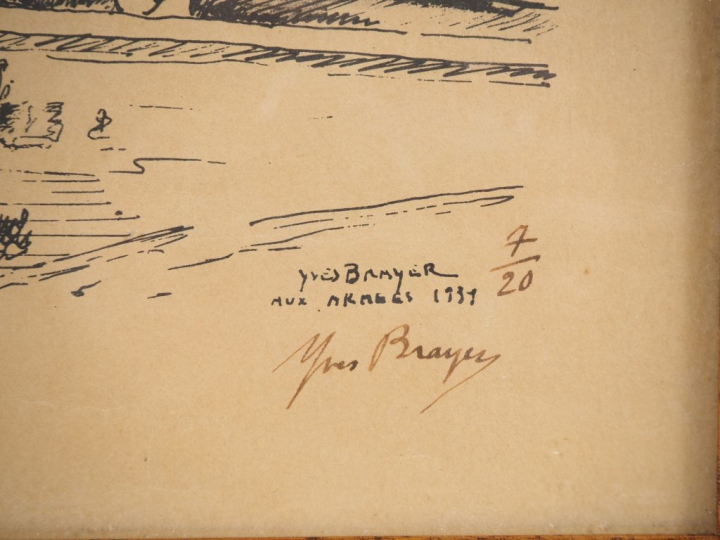 YVES BRAYER
AUX ARMEES 1939
7/20
Yves Brayer